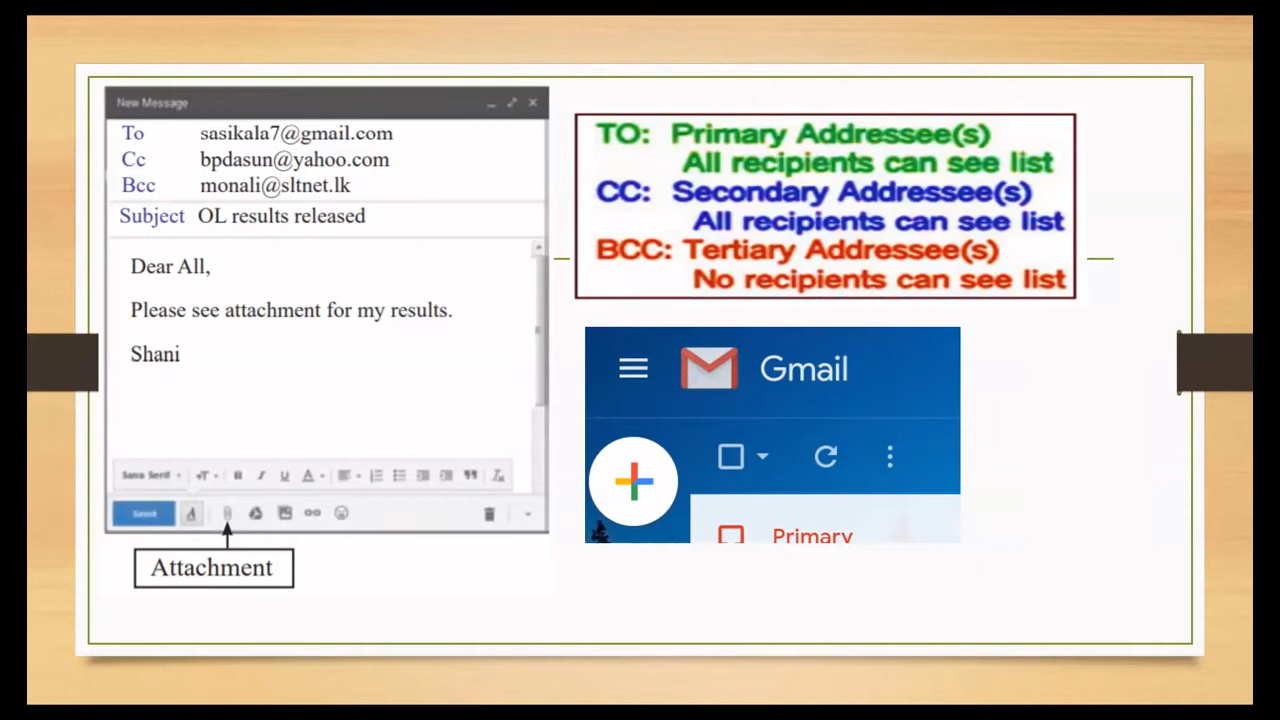 New Message
To sasikala7@gmail.com
Cc bpdasun@yahoo.com
Bcc monali@sltnet.lk
Subject OL results released
Dear All,
Please see attachment for my results.
Shani
Sans Serif
Send
Attachment
TO: Primary Addressee(s)
All recipients can see list
CC: Secondary Addressee(s)
All recipients can see list
BCC: Tertiary Addressee(s)
No recipients can see list
Gmail
Primary